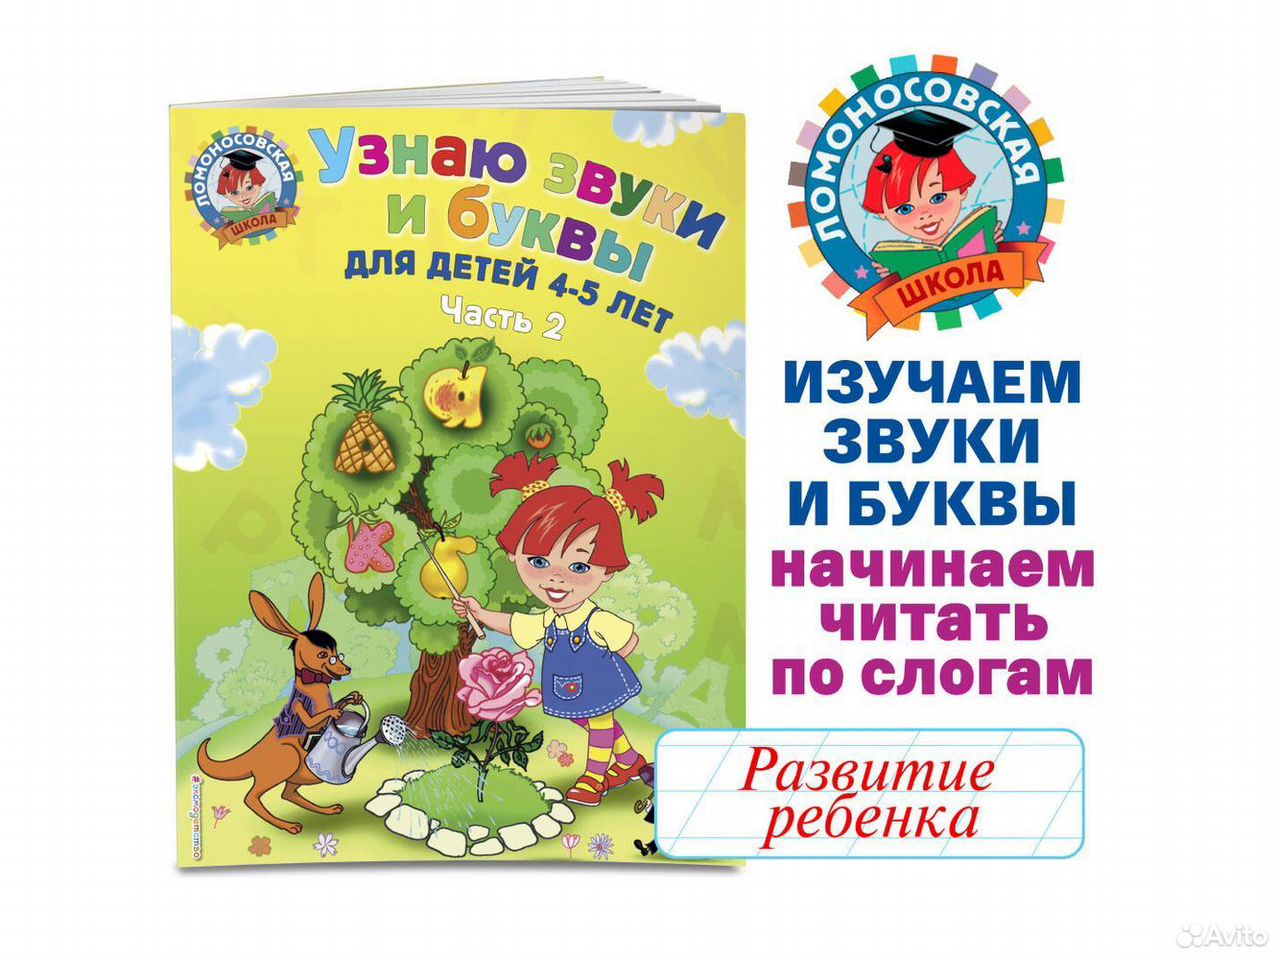 ЛОМОНОСОВСКАЯ
ШКОЛА
Узнаю звуки
и буквы
ДЛЯ ДЕТЕЙ 4-5 ЛЕТ
Часть 2
А
Я
К
Г
#эксмодетство
ЛОМОНОСОВСКАЯ
ШКОЛА
ИЗУЧАЕМ
ЗВУКИ
И БУКВЫ
начинаем
читать
по слогам
Развитие
ребенка
Avito